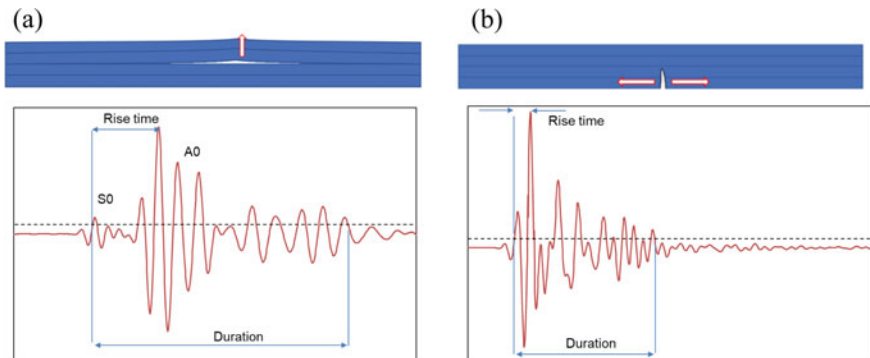 (a)
Rise time
A0
S0
Duration
(b)
Rise time
Duration